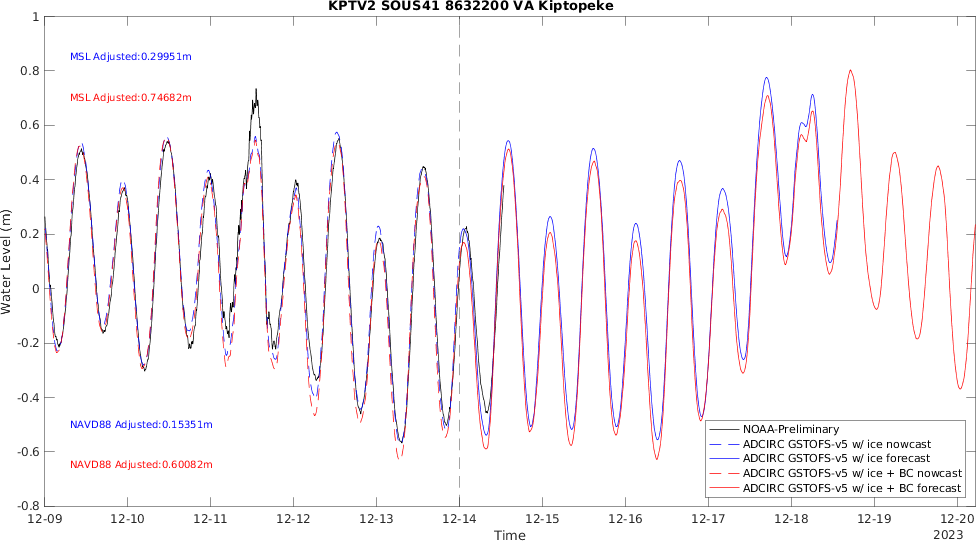 KPTV2 SOUS41 8632200 VA Kiptopeke
1
0.8
0.6
0.4
0.2
0
-0.2
-0.4
-0.6
-0.8
Water Level (m)
MSL Adjusted:0.29951m
MSL Adjusted:0.74682m
NAVD88 Adjusted:0.15351m
NAVD88 Adjusted:0.60082m
NOAA-Preliminary
ADCIRC GSTOFS-v5 w/ ice nowcast
ADCIRC GSTOFS-v5 w/ ice forecast
ADCIRC GSTOFS-v5 w/ ice + BC nowcast
ADCIRC GSTOFS-v5 w/ ice + BC forecast
12-09 12-10 12-11 12-12 12-13 12-14 12-15 12-16 12-17 12-18 12-19 12-20
Time
2023